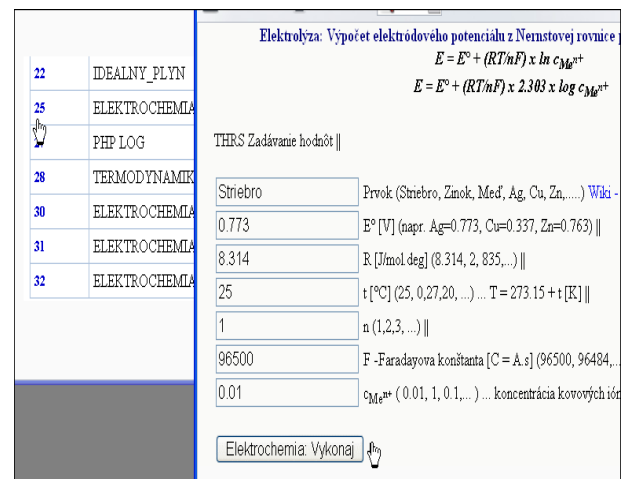 22 IDEALNY_PLYN
25 ELEKTROCHEMIA
PHP LOG
28 TERMODYNAMIK
30 ELEKTROCHEMIA
31 ELEKTROCHEMIA
32 ELEKTROCHEMIA
Elektrolýza: Výpočet elektródového potenciálu z Nernstovej rovnice p
E = E° + (RT/nF) x ln c_Me^n+
E = E° + (RT/nF) x 2.303 x log c_Me^n+
THRS Zadávanie hodnôt ||
Striebro Prvok (Striebro, Zinok, Meď, Ag, Cu, Zn,.....) Wiki -
0.773 E° [V] (napr. Ag=0.773, Cu=0.337, Zn=0.763) ||
8.314 R [J/mol.deg] (8.314, 2, 835,...) ||
25 t [°C] (25, 0,27,20, ...) ... T = 273.15 + t [K] ||
1 n (1,2,3, ...) ||
96500 F -Faradayova konštanta [C = A.s] (96500, 96484,...
0.01 c_Me^n+ ( 0.01, 1, 0.1,... ) ... koncentrácia kovových ión
Elektrochemia: Vykonaj